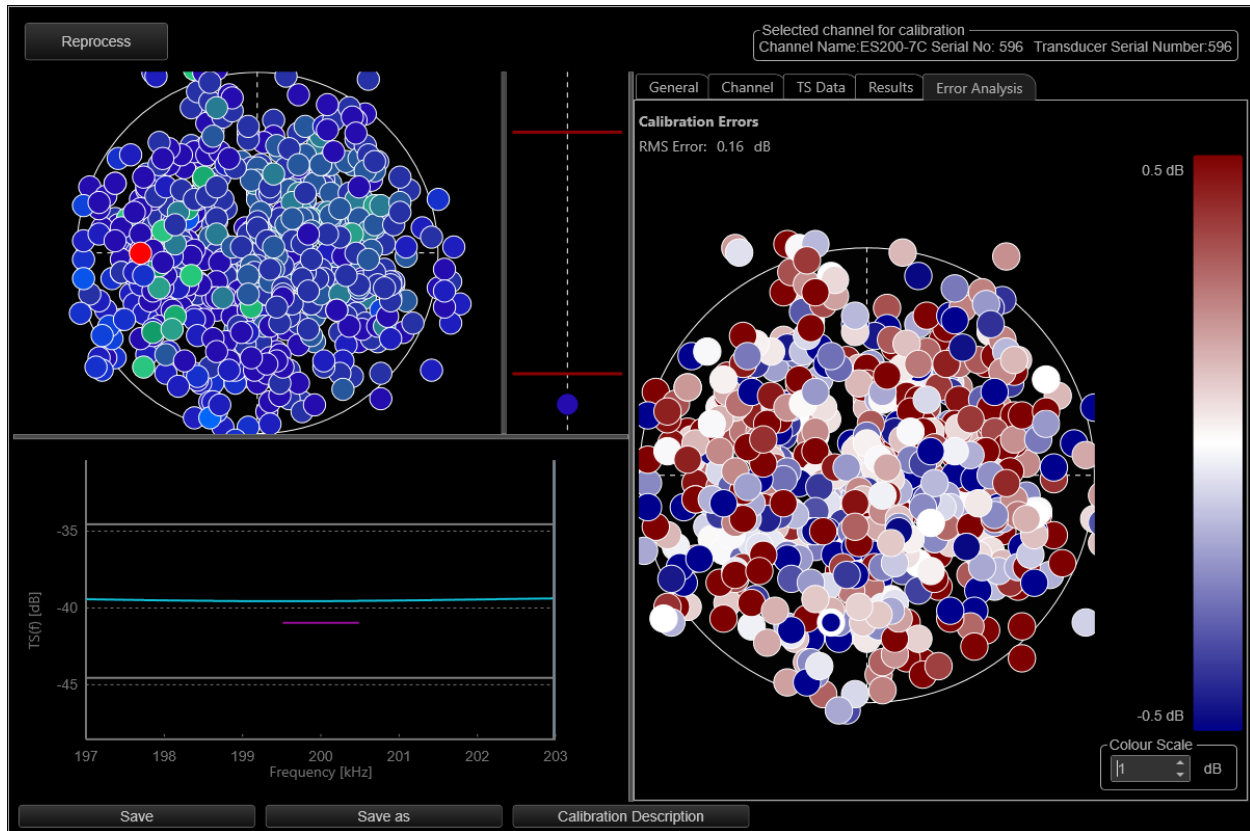 Reprocess
Selected channel for calibration
Channel Name:ES200-7C Serial No: 596 Transducer Serial Number:596
General Channel TS Data Results Error Analysis
Calibration Errors
RMS Error: 0.16 dB
0.5 dB
-0.5 dB
Colour Scale
1 dB
-35
-40
-45
TS(f) [dB]
197 198 199 200 201 202 203
Frequency [kHz]
Save Save as Calibration Description